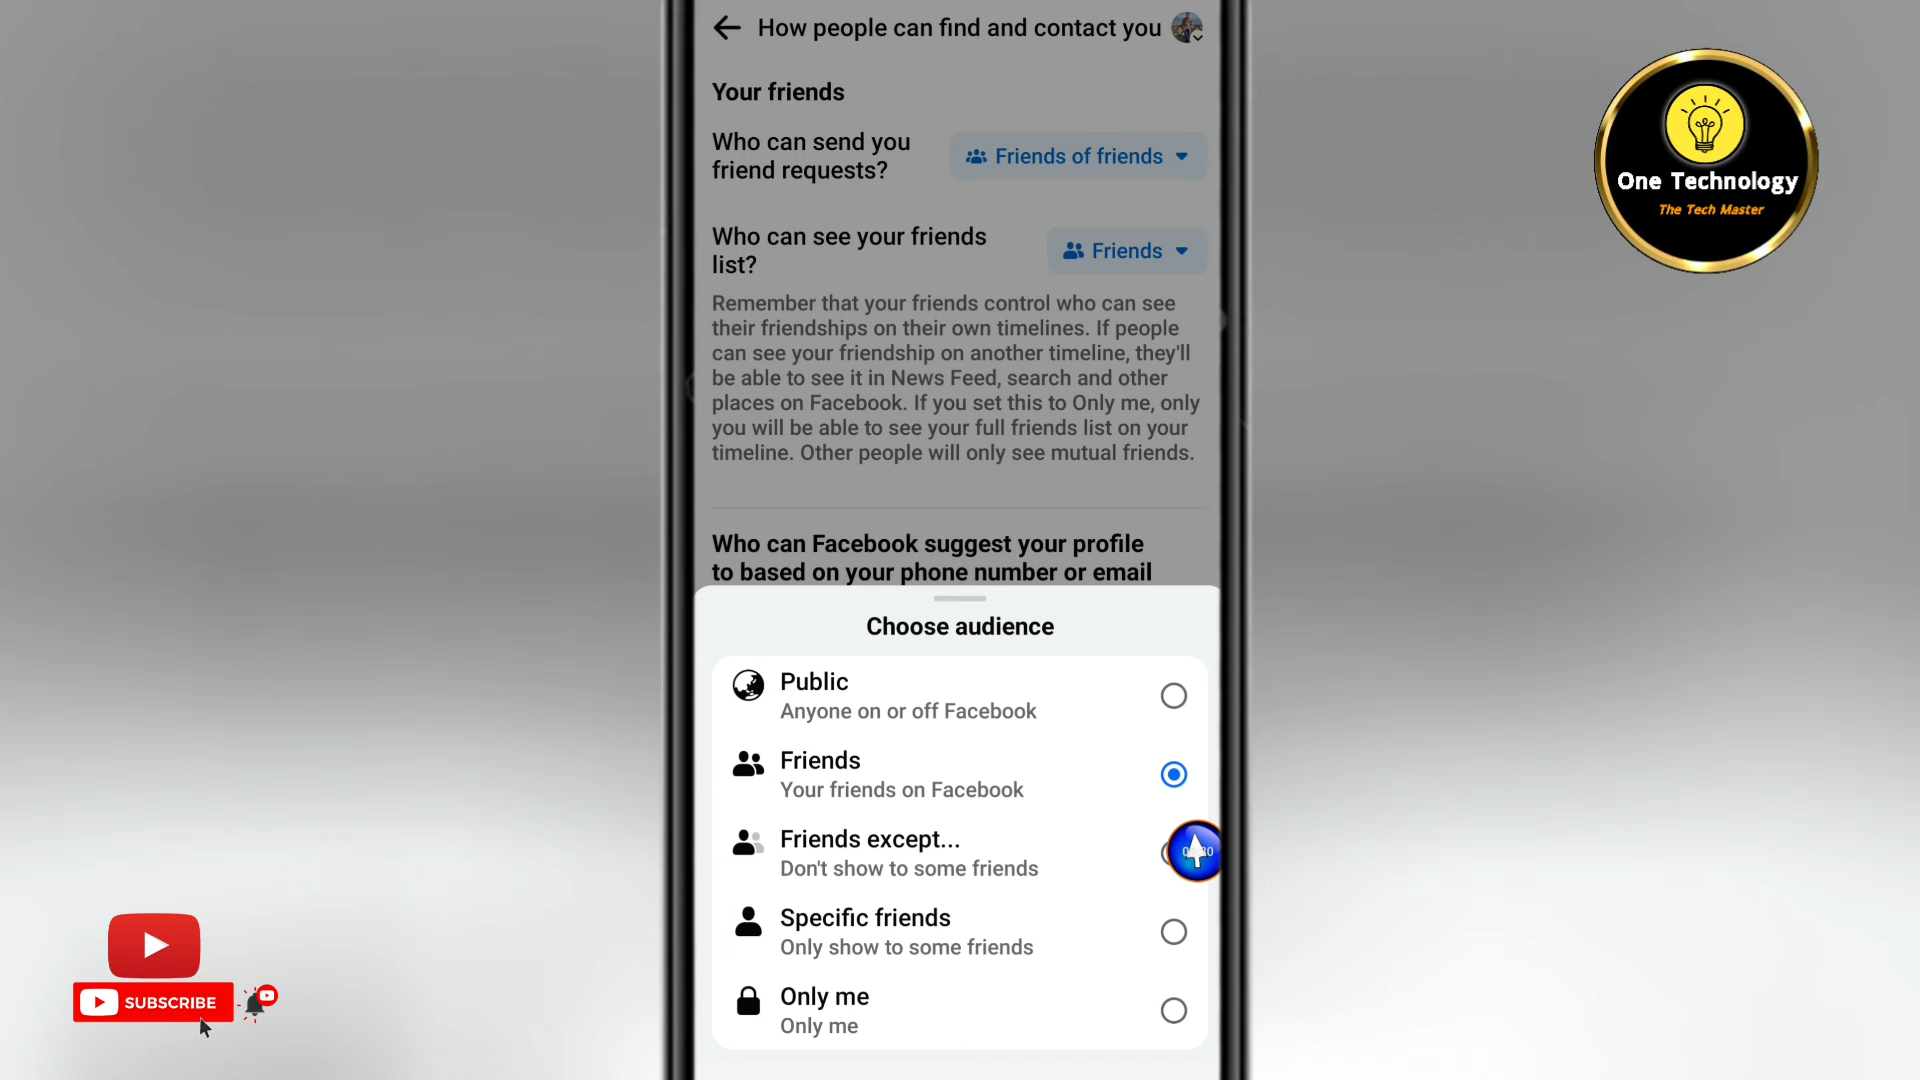 How people can find and contact you
Your friends
Who can send you
friend requests?
Friends of friends
Who can see your friends
list?
Friends
Remember that your friends control who can see
their friendships on their own timelines. If people
can see your friendship on another timeline, they'll
be able to see it in News Feed, search and other
places on Facebook. If you set this to Only me, only
you will be able to see your full friends list on your
timeline. Other people will only see mutual friends.
Who can Facebook suggest your profile
to based on your phone number or email
Choose audience
Public
Anyone on or off Facebook
Friends
Your friends on Facebook
Friends except...
Don't show to some friends
Specific friends
Only show to some friends
Only me
Only me
One Technology
The Tech Master
SUBSCRIBE